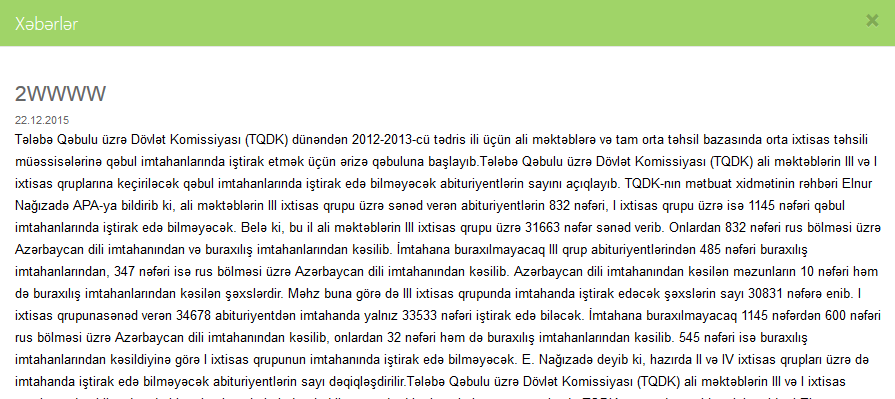 Xəbərlər
2WWWW
22.12.2015
Tələbə Qəbulu üzrə Dövlət Komissiyası (TQDK) dünəndən 2012-2013-cü tədris ili üçün ali məktəblərə və tam orta təhsil bazasında orta ixtisas təhsili
müəssisələrinə qəbul imtahanlarında iştirak etmək üçün ərizə qəbuluna başlayıb.Tələbə Qəbulu üzrə Dövlət Komissiyası (TQDK) ali məktəblərin III və I
ixtisas qruplarına keçiriləcək qəbul imtahanlarında iştirak edə bilməyəcək abituriyentlərin sayını açıqlayıb. TQDK-nın mətbuat xidmətinin rəhbəri Elnur
Nağızadə APA-ya bildirib ki, ali məktəblərin III ixtisas qrupu üzrə sənəd verən abituriyentlərin 832 nəfəri, I ixtisas qrupu üzrə isə 1145 nəfəri qəbul
imtahanlarında iştirak edə bilməyəcək. Belə ki, bu il ali məktəblərin III ixtisas qrupu üzrə 31663 nəfər sənəd verib. Onlardan 832 nəfəri rus bölməsi üzrə
Azərbaycan dili imtahanından və buraxılış imtahanlarından kəsilib. İmtahana buraxılmayacaq III qrup abituriyentlərindən 485 nəfəri buraxılış
imtahanlarından, 347 nəfəri isə rus bölməsi üzrə Azərbaycan dili imtahanından kəsilib. Azərbaycan dili imtahanından kəsilən məzunların 10 nəfəri həm
də buraxılış imtahanlarından kəsilən şəxslərdir. Məhz buna görə də III ixtisas qrupunda imtahanda iştirak edəcək şəxslərin sayı 30831 nəfərə enib. I
ixtisas qrupunasənəd verən 34678 abituriyentdən imtahanda yalnız 33533 nəfəri iştirak edə biləcək. İmtahana buraxılmayacaq 1145 nəfərdən 600 nəfəri
rus bölməsi üzrə Azərbaycan dili imtahanından kəsilib, onlardan 32 nəfəri həm də buraxılış imtahanlarından kəsilib. 545 nəfəri isə buraxılış
imtahanlarından kəsildiyinə görə I ixtisas qrupunun imtahanında iştirak edə bilməyəcək. E. Nağızadə deyib ki, hazırda II və IV ixtisas qrupları üzrə də
imtahanda iştirak edə bilməyəcək abituriyentlərin sayı dəqiqləşdirilir.Tələbə Qəbulu üzrə Dövlət Komissiyası (TQDK) ali məktəblərin III və I ixtisas